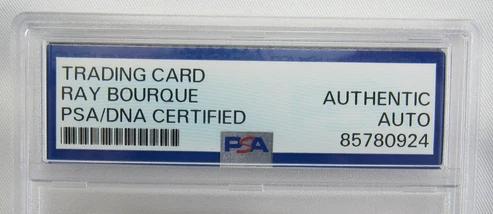 TRADING CARD
RAY BOURQUE
PSA/DNA CERTIFIED
AUTHENTIC
AUTO
85780924
PSA